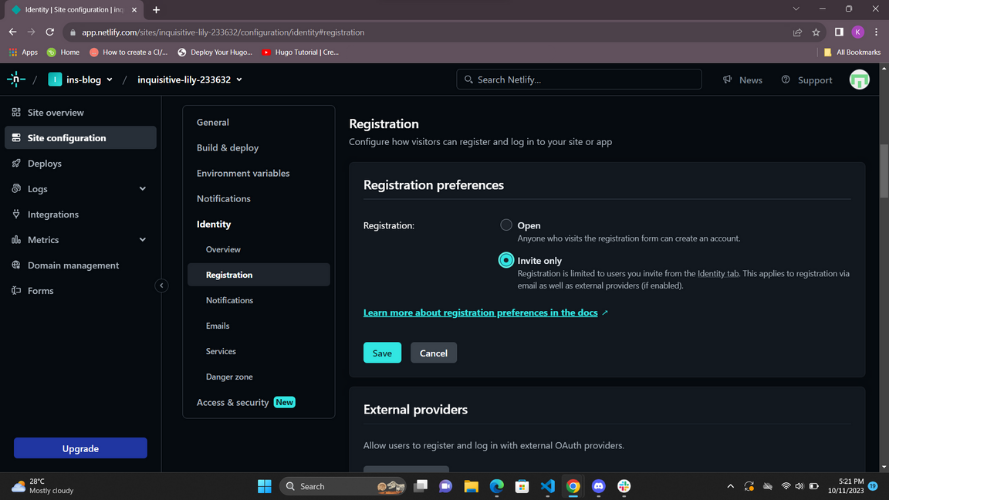 Identity | Site configuration | inq
app.netlify.com/sites/inquisitive-lily-233632/configuration/identity#registration
K
Apps
Home
How to create a CI/...
Deploy Your Hugo...
Hugo Tutorial | Cre...
All Bookmarks
ins-blog
/
inquisitive-lily-233632
Search Netlify...
News
Support
Site overview
Site configuration
Deploys
Logs
Integrations
Metrics
Domain management
Forms
Upgrade
General
Build & deploy
Environment variables
Notifications
Identity
Overview
Registration
Notifications
Emails
Services
Danger zone
Access & security New
Registration
Configure how visitors can register and log in to your site or app
Registration preferences
Registration:
Open
Anyone who visits the registration form can create an account.
Invite only
Registration is limited to users you invite from the Identity tab. This applies to registration via
email as well as external providers (if enabled).
Learn more about registration preferences in the docs
Save
Cancel
External providers
Allow users to register and log in with external OAuth providers.
28°C
Mostly cloudy
Search
5:21 PM
10/11/2023